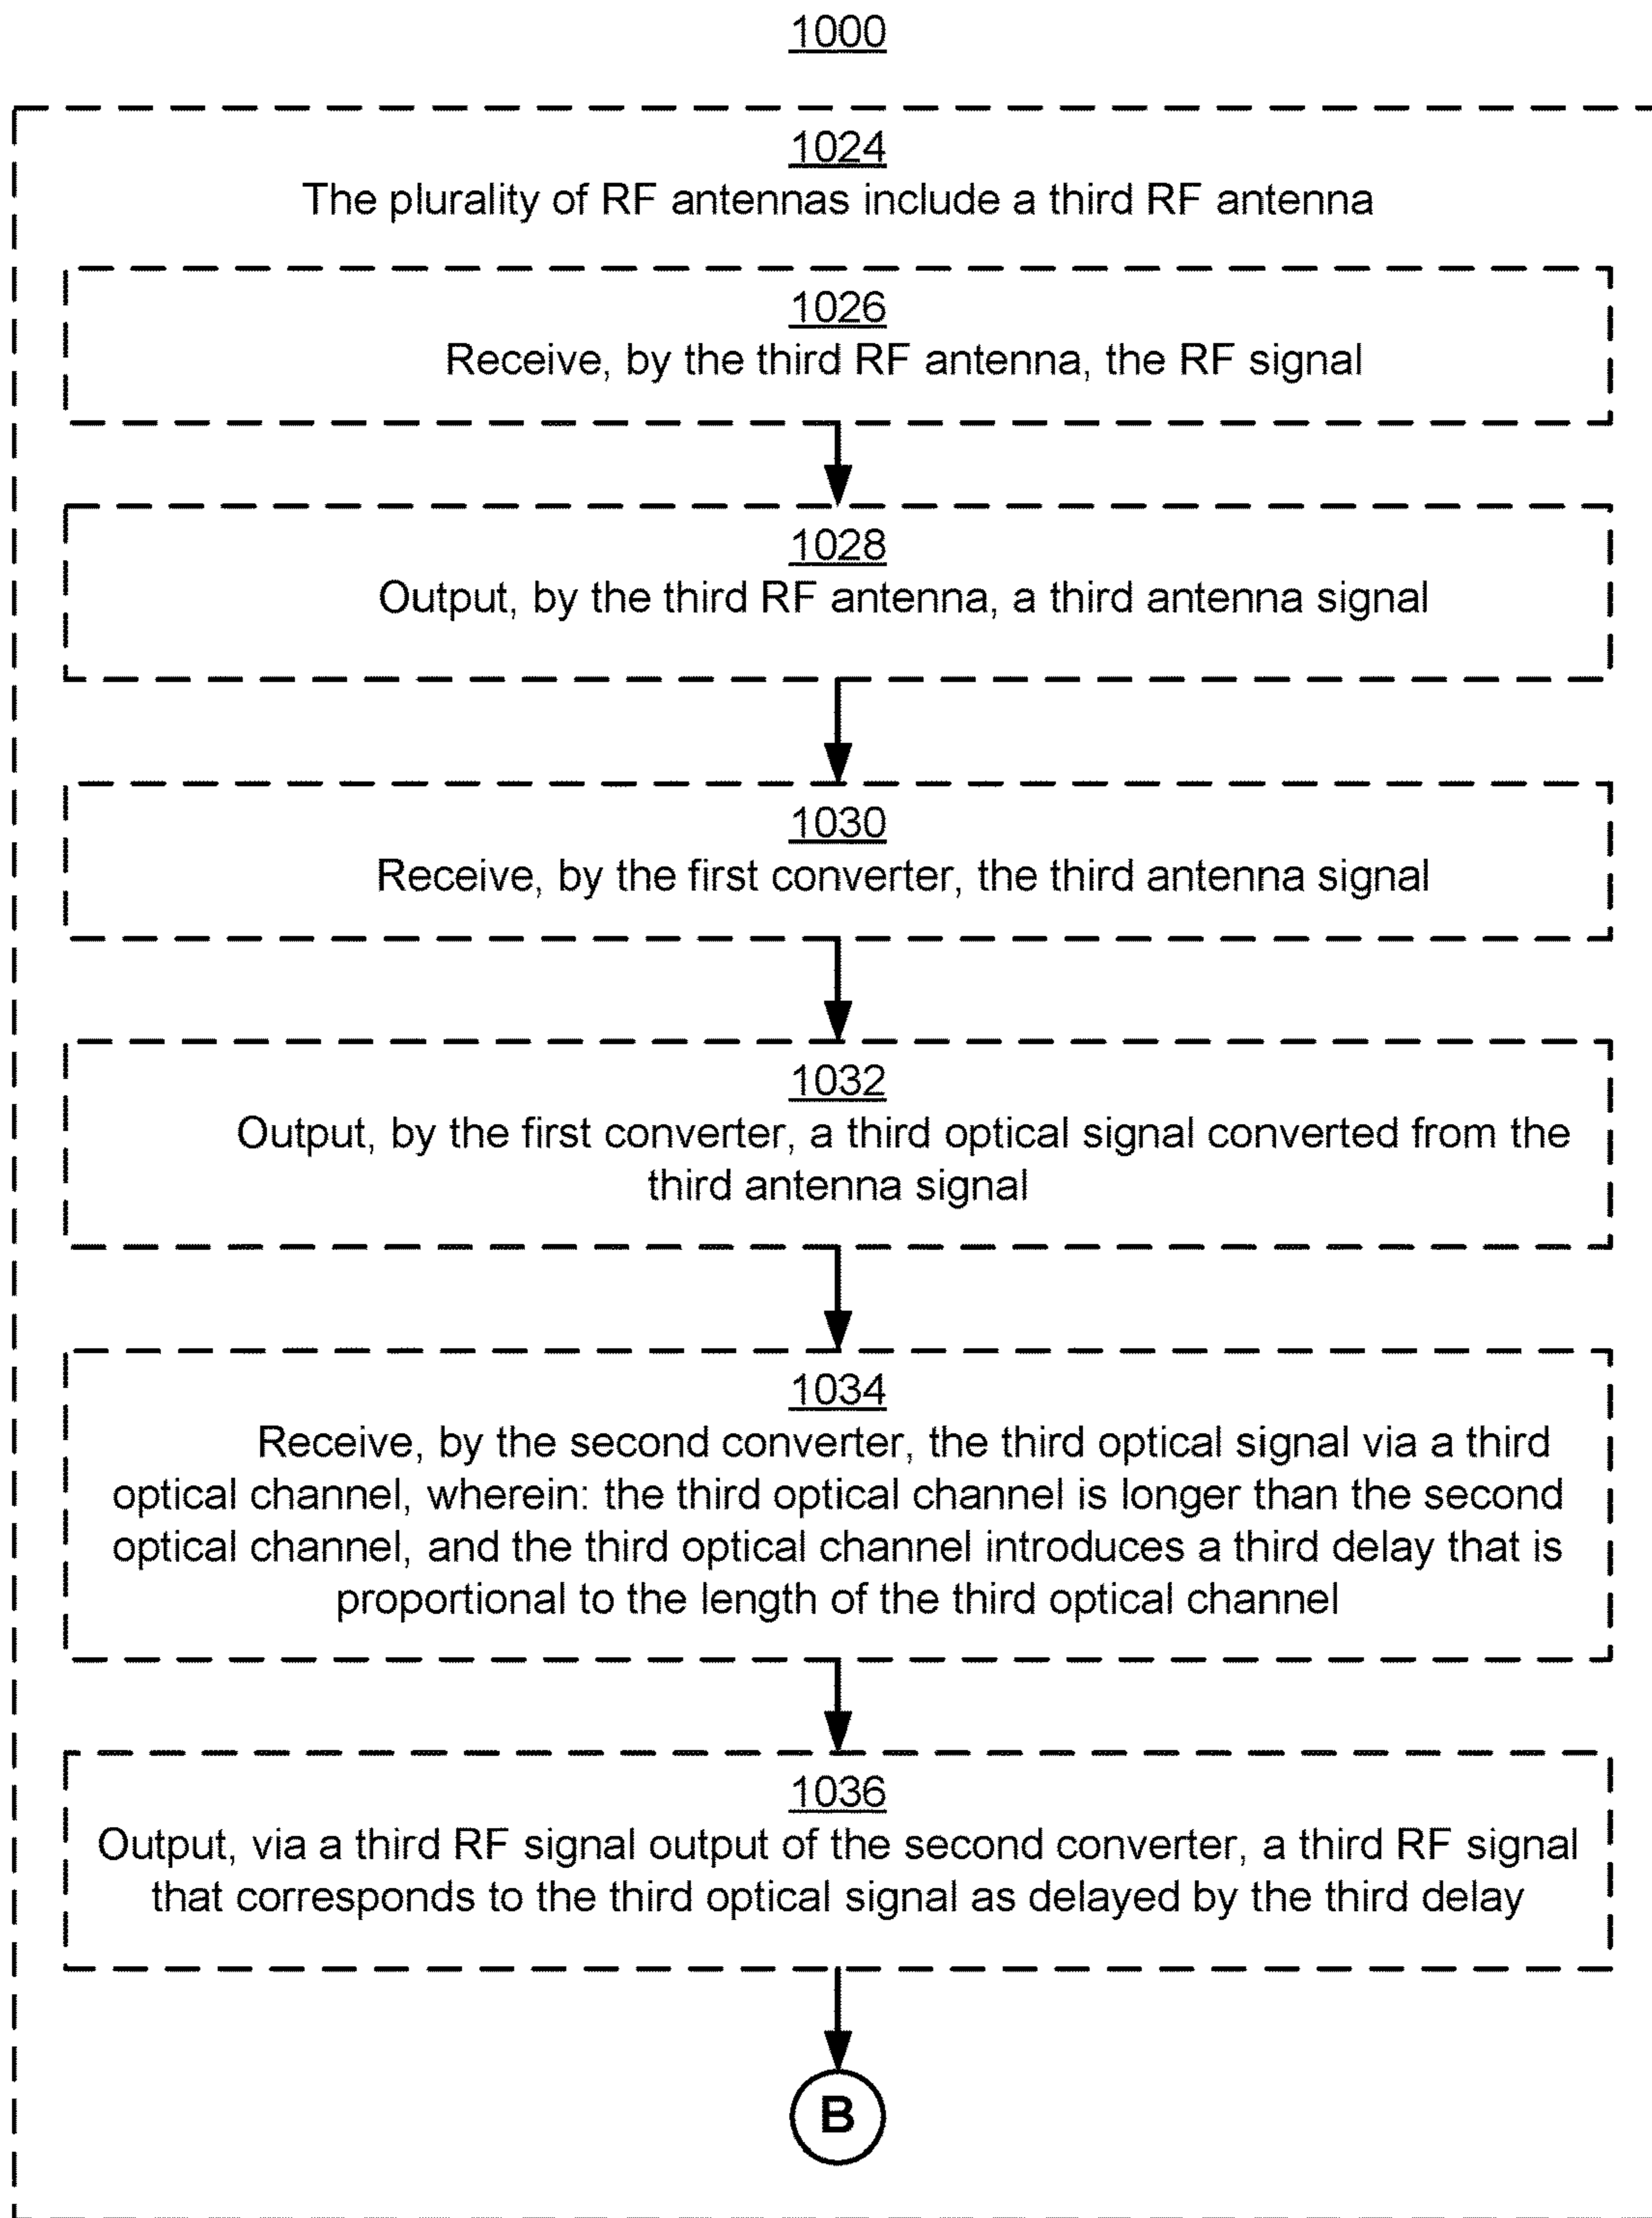 1000
1024
The plurality of RF antennas include a third RF antenna
1026
Receive, by the third RF antenna, the RF signal
1028
Output, by the third RF antenna, a third antenna signal
1030
Receive, by the first converter, the third antenna signal
1032
Output, by the first converter, a third optical signal converted from the
third antenna signal
1034
Receive, by the second converter, the third optical signal via a third
optical channel, wherein: the third optical channel is longer than the second
optical channel, and the third optical channel introduces a third delay that is
proportional to the length of the third optical channel
1036
Output, via a third RF signal output of the second converter, a third RF signal
that corresponds to the third optical signal as delayed by the third delay
B